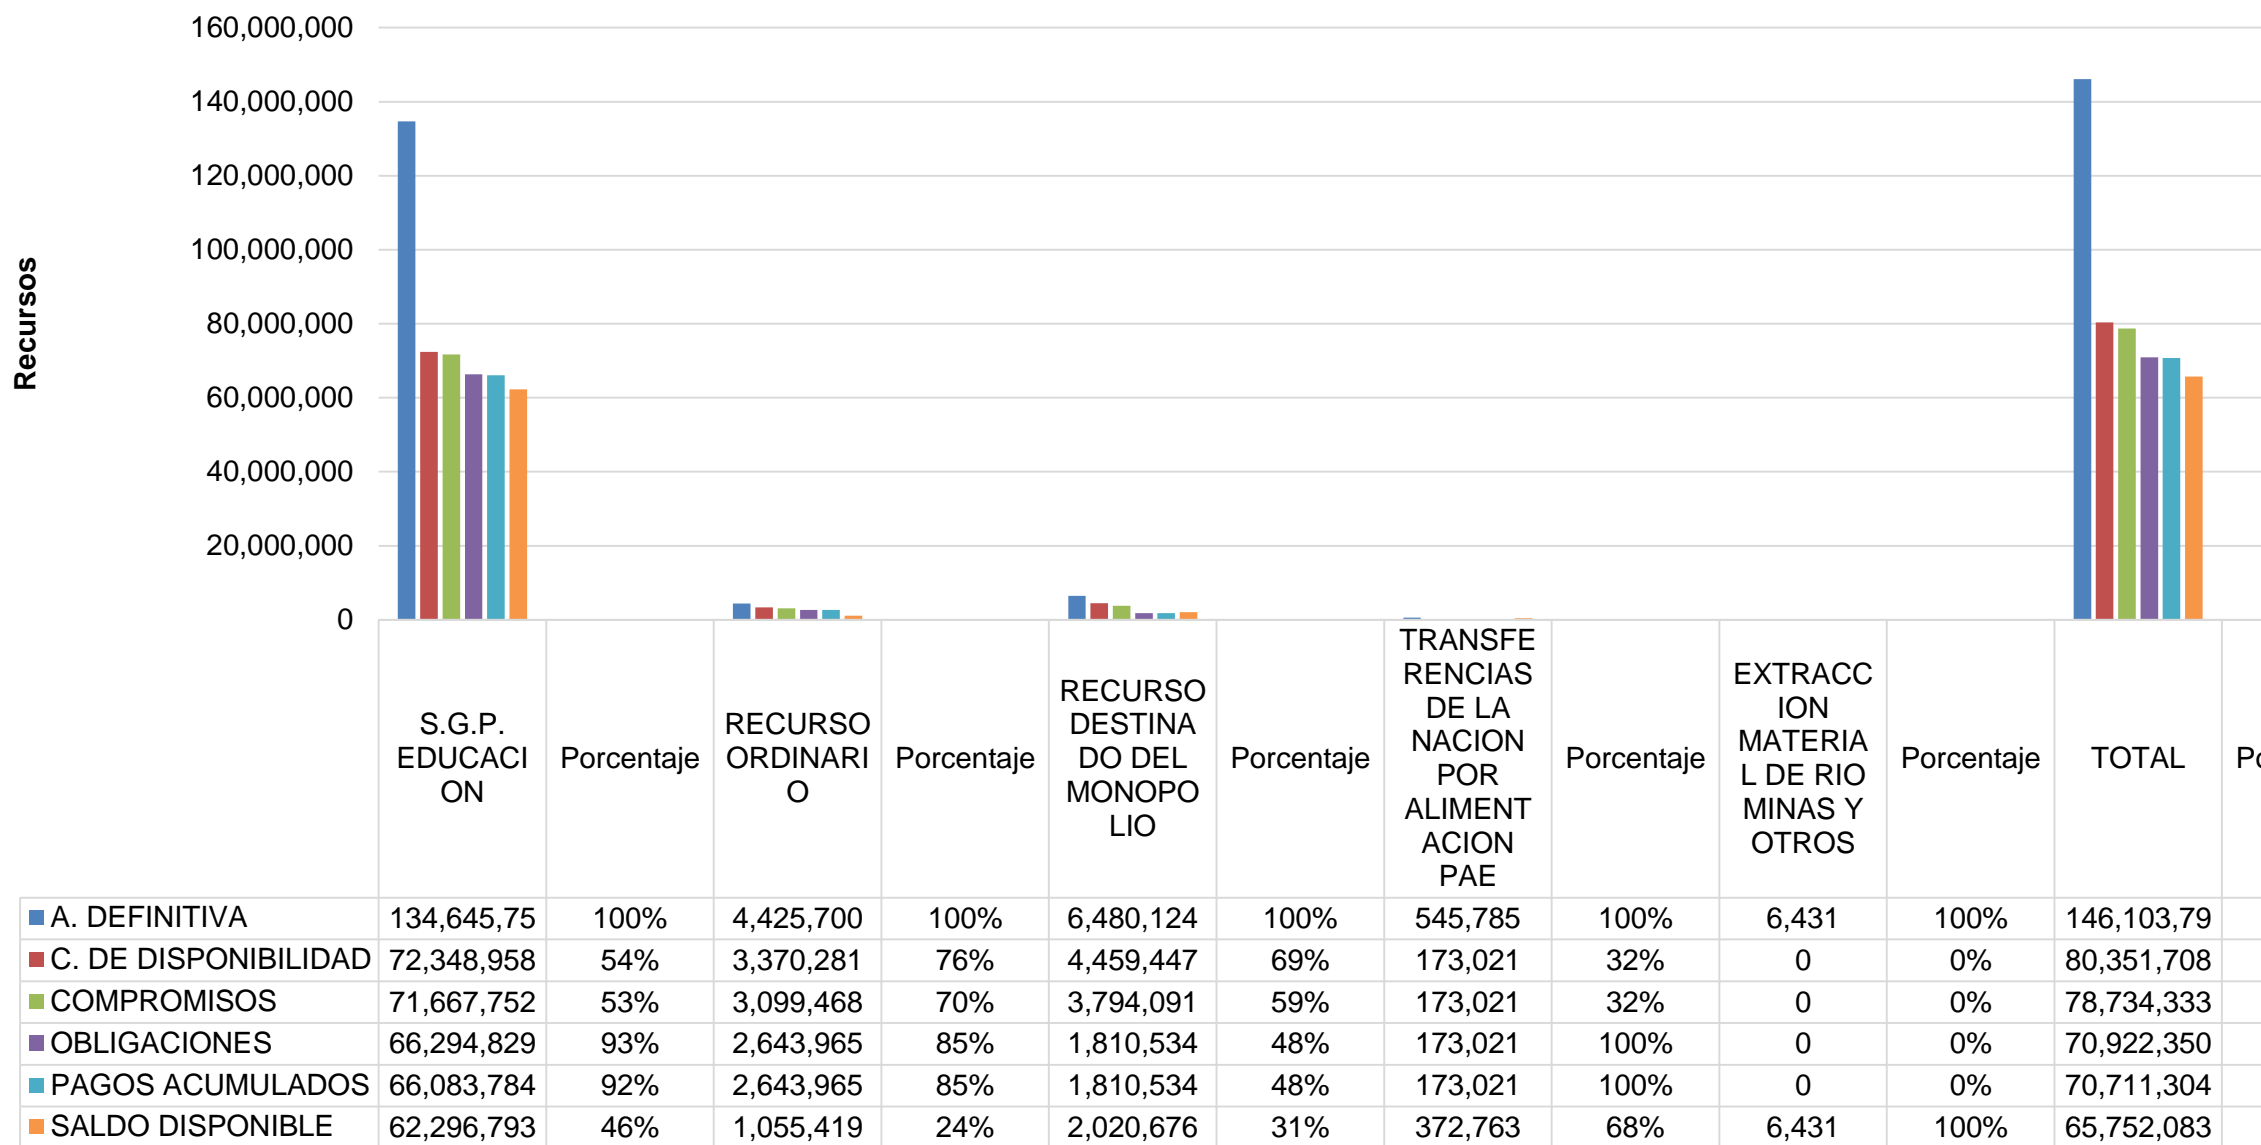 160,000,000
140,000,000
120,000,000
100,000,000
80,000,000
60,000,000
40,000,000
20,000,000
0
Recursos
S.G.P.
EDUCACI
ON
Porcentaje
RECURSO
ORDINARI
O
Porcentaje
RECURSO
DESTINA
DO DEL
MONOPO
LIO
Porcentaje
TRANSFE
RENCIAS
DE LA
NACION
POR
ALIMENT
ACION
PAE
Porcentaje
EXTRACC
ION
MATERIA
L DE RIO
MINAS Y
OTROS
Porcentaje
TOTAL
A. DEFINITIVA 134,645,75 100% 4,425,700 100% 6,480,124 100% 545,785 100% 6,431 100% 146,103,79
C. DE DISPONIBILIDAD 72,348,958 54% 3,370,281 76% 4,459,447 69% 173,021 32% 0 0% 80,351,708
COMPROMISOS 71,667,752 53% 3,099,468 70% 3,794,091 59% 173,021 32% 0 0% 78,734,333
OBLIGACIONES 66,294,829 93% 2,643,965 85% 1,810,534 48% 173,021 100% 0 0% 70,922,350
PAGOS ACUMULADOS 66,083,784 92% 2,643,965 85% 1,810,534 48% 173,021 100% 0 0% 70,711,304
SALDO DISPONIBLE 62,296,793 46% 1,055,419 24% 2,020,676 31% 372,763 68% 6,431 100% 65,752,083